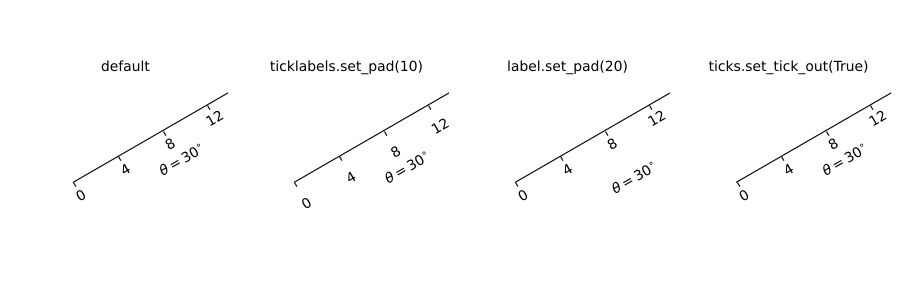 default
0
4
8
12
θ = 30°
ticklabels.set_pad(10)
0
4
8
12
θ = 30°
label.set_pad(20)
0
4
8
12
θ = 30°
ticks.set_tick_out(True)
0
4
8
12
θ = 30°